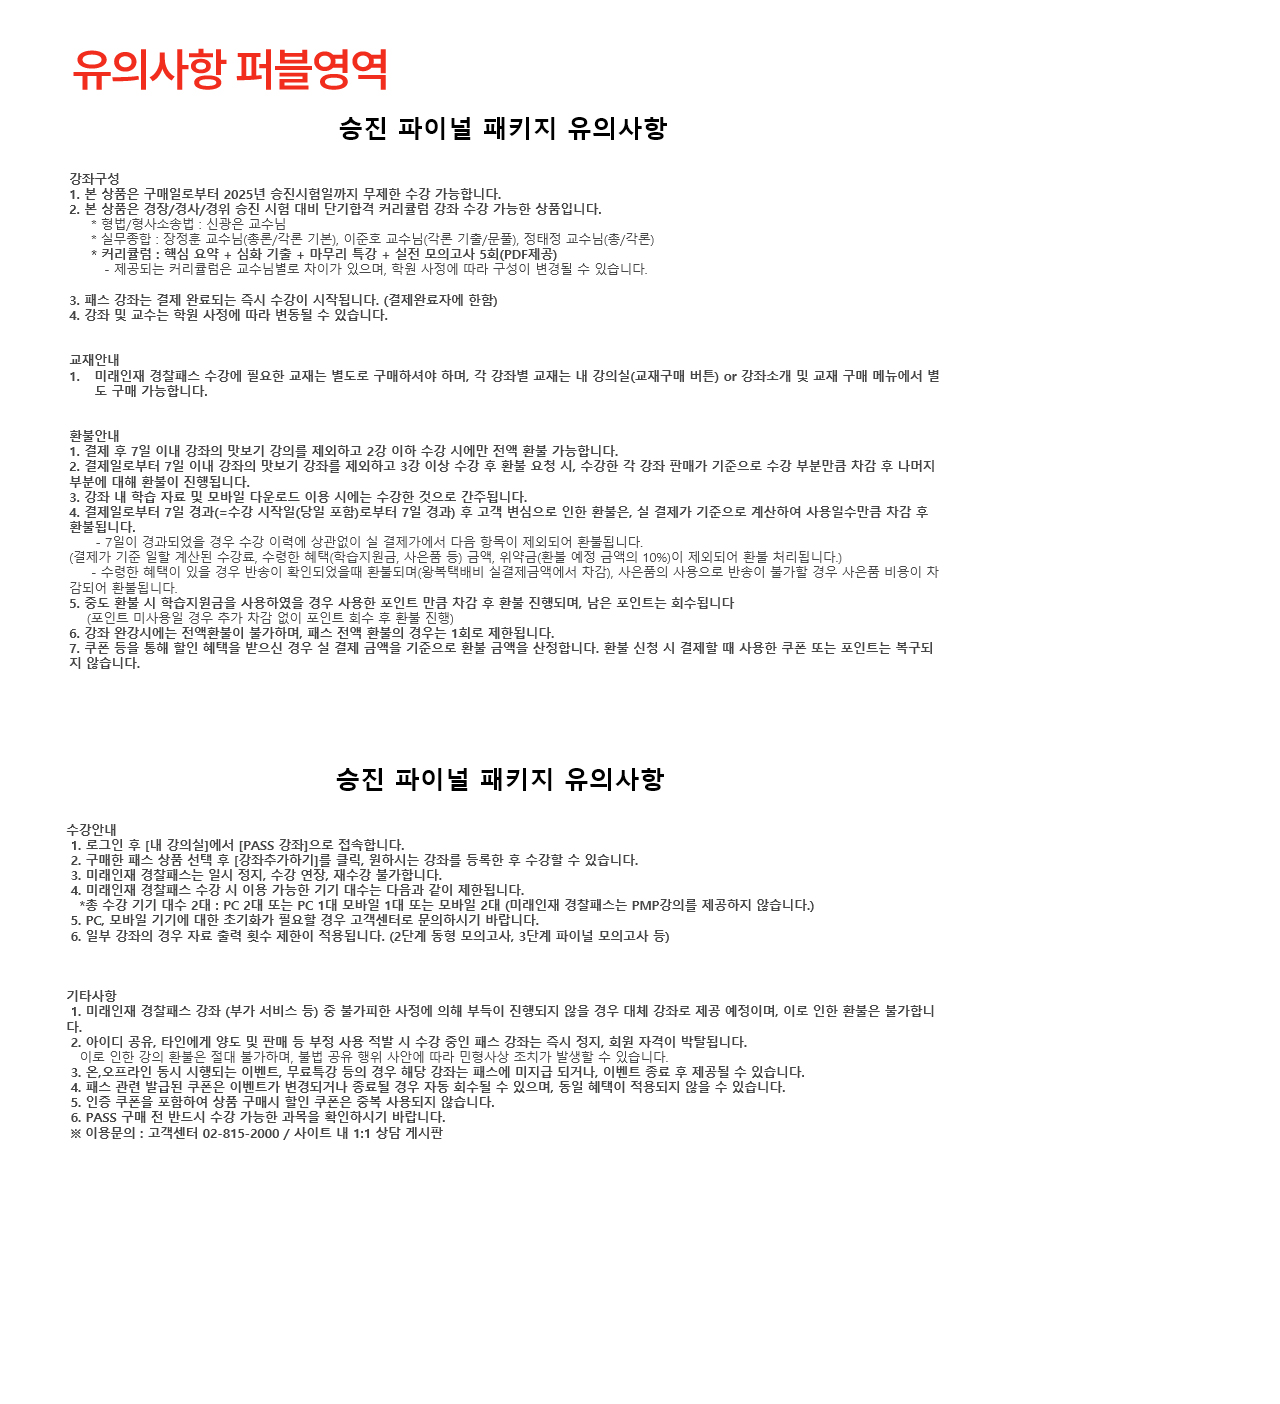 유의사항 퍼블영역
승진 파이널 패키지 유의사항
강좌구성
1. 본 상품은 구매일로부터 2025년 승진시험일까지 무제한 수강 가능합니다.
2. 본 상품은 경장/경사/경위 승진 시험 대비 단기합격 커리큘럼 강좌 수강 가능한 상품입니다.
* 형법/형사소송법 : 신광은 교수님
* 실무종합 : 장정훈 교수님(총론/각론 기본), 이준호 교수님(각론 기출/문풀), 정태정 교수님(총/각론)
* 커리큘럼 : 핵심 요약 + 심화 기출 + 마무리 특강 + 실전 모의고사 5회(PDF제공)
- 제공되는 커리큘럼은 교수님별로 차이가 있으며, 학원 사정에 따라 구성이 변경될 수 있습니다.
3. 패스 강좌는 결제 완료되는 즉시 수강이 시작됩니다. (결제완료자에 한함)
4. 강좌 및 교수는 학원 사정에 따라 변동될 수 있습니다.
교재안내
1. 미래인재 경찰패스 수강에 필요한 교재는 별도로 구매하셔야 하며, 각 강좌별 교재는 내 강의실(교재구매 버튼) or 강좌소개 및 교재 구매 메뉴에서 별
도 구매 가능합니다.
환불안내
1. 결제 후 7일 이내 강좌의 맛보기 강의를 제외하고 2강 이하 수강 시에만 전액 환불 가능합니다.
2. 결제일로부터 7일 이내 강좌의 맛보기 강좌를 제외하고 3강 이상 수강 후 환불 요청 시, 수강한 각 강좌 판매가 기준으로 수강 부분만큼 차감 후 나머지
부분에 대해 환불이 진행됩니다.
3. 강좌 내 학습 자료 및 모바일 다운로드 이용 시에는 수강한 것으로 간주됩니다.
4. 결제일로부터 7일 경과(=수강 시작일(당일 포함)로부터 7일 경과) 후 고객 변심으로 인한 환불은, 실 결제가 기준으로 계산하여 사용일수만큼 차감 후
환불됩니다.
- 7일이 경과되었을 경우 수강 이력에 상관없이 실 결제가에서 다음 항목이 제외되어 환불됩니다.
(결제가 기준 일할 계산된 수강료, 수령한 혜택(학습지원금, 사은품 등) 금액, 위약금(환불 예정 금액의 10%)이 제외되어 환불 처리됩니다.)
- 수령한 혜택이 있을 경우 반송이 확인되었을때 환불되며(왕복택배비 실결제금액에서 차감), 사은품의 사용으로 반송이 불가할 경우 사은품 비용이 차
감되어 환불됩니다.
5. 중도 환불 시 학습지원금을 사용하였을 경우 사용한 포인트 만큼 차감 후 환불 진행되며, 남은 포인트는 회수됩니다
(포인트 미사용일 경우 추가 차감 없이 포인트 회수 후 환불 진행)
6. 강좌 완강시에는 전액환불이 불가하며, 패스 전액 환불의 경우는 1회로 제한됩니다.
7. 쿠폰 등을 통해 할인 혜택을 받으신 경우 실 결제 금액을 기준으로 환불 금액을 산정합니다. 환불 신청 시 결제할 때 사용한 쿠폰 또는 포인트는 복구되
지 않습니다.
승진 파이널 패키지 유의사항
수강안내
1. 로그인 후 [내 강의실]에서 [PASS 강좌]으로 접속합니다.
2. 구매한 패스 상품 선택 후 [강좌추가하기]를 클릭, 원하시는 강좌를 등록한 후 수강할 수 있습니다.
3. 미래인재 경찰패스는 일시 정지, 수강 연장, 재수강 불가합니다.
4. 미래인재 경찰패스 수강 시 이용 가능한 기기 대수는 다음과 같이 제한됩니다.
*총 수강 기기 대수 2대 : PC 2대 또는 PC 1대 모바일 1대 또는 모바일 2대 (미래인재 경찰패스는 PMP강의를 제공하지 않습니다.)
5. PC, 모바일 기기에 대한 초기화가 필요할 경우 고객센터로 문의하시기 바랍니다.
6. 일부 강좌의 경우 자료 출력 횟수 제한이 적용됩니다. (2단계 동형 모의고사, 3단계 파이널 모의고사 등)
기타사항
1. 미래인재 경찰패스 강좌 (부가 서비스 등) 중 불가피한 사정에 의해 부득이 진행되지 않을 경우 대체 강좌로 제공 예정이며, 이로 인한 환불은 불가합니
다.
2. 아이디 공유, 타인에게 양도 및 판매 등 부정 사용 적발 시 수강 중인 패스 강좌는 즉시 정지, 회원 자격이 박탈됩니다.
이로 인한 강의 환불은 절대 불가하며, 불법 공유 행위 사안에 따라 민형사상 조치가 발생할 수 있습니다.
3. 온,오프라인 동시 시행되는 이벤트, 무료특강 등의 경우 해당 강좌는 패스에 미지급 되거나, 이벤트 종료 후 제공될 수 있습니다.
4. 패스 관련 발급된 쿠폰은 이벤트가 변경되거나 종료될 경우 자동 회수될 수 있으며, 동일 혜택이 적용되지 않을 수 있습니다.
5. 인증 쿠폰을 포함하여 상품 구매시 할인 쿠폰은 중복 사용되지 않습니다.
6. PASS 구매 전 반드시 수강 가능한 과목을 확인하시기 바랍니다.
※ 이용문의 : 고객센터 02-815-2000 / 사이트 내 1:1 상담 게시판